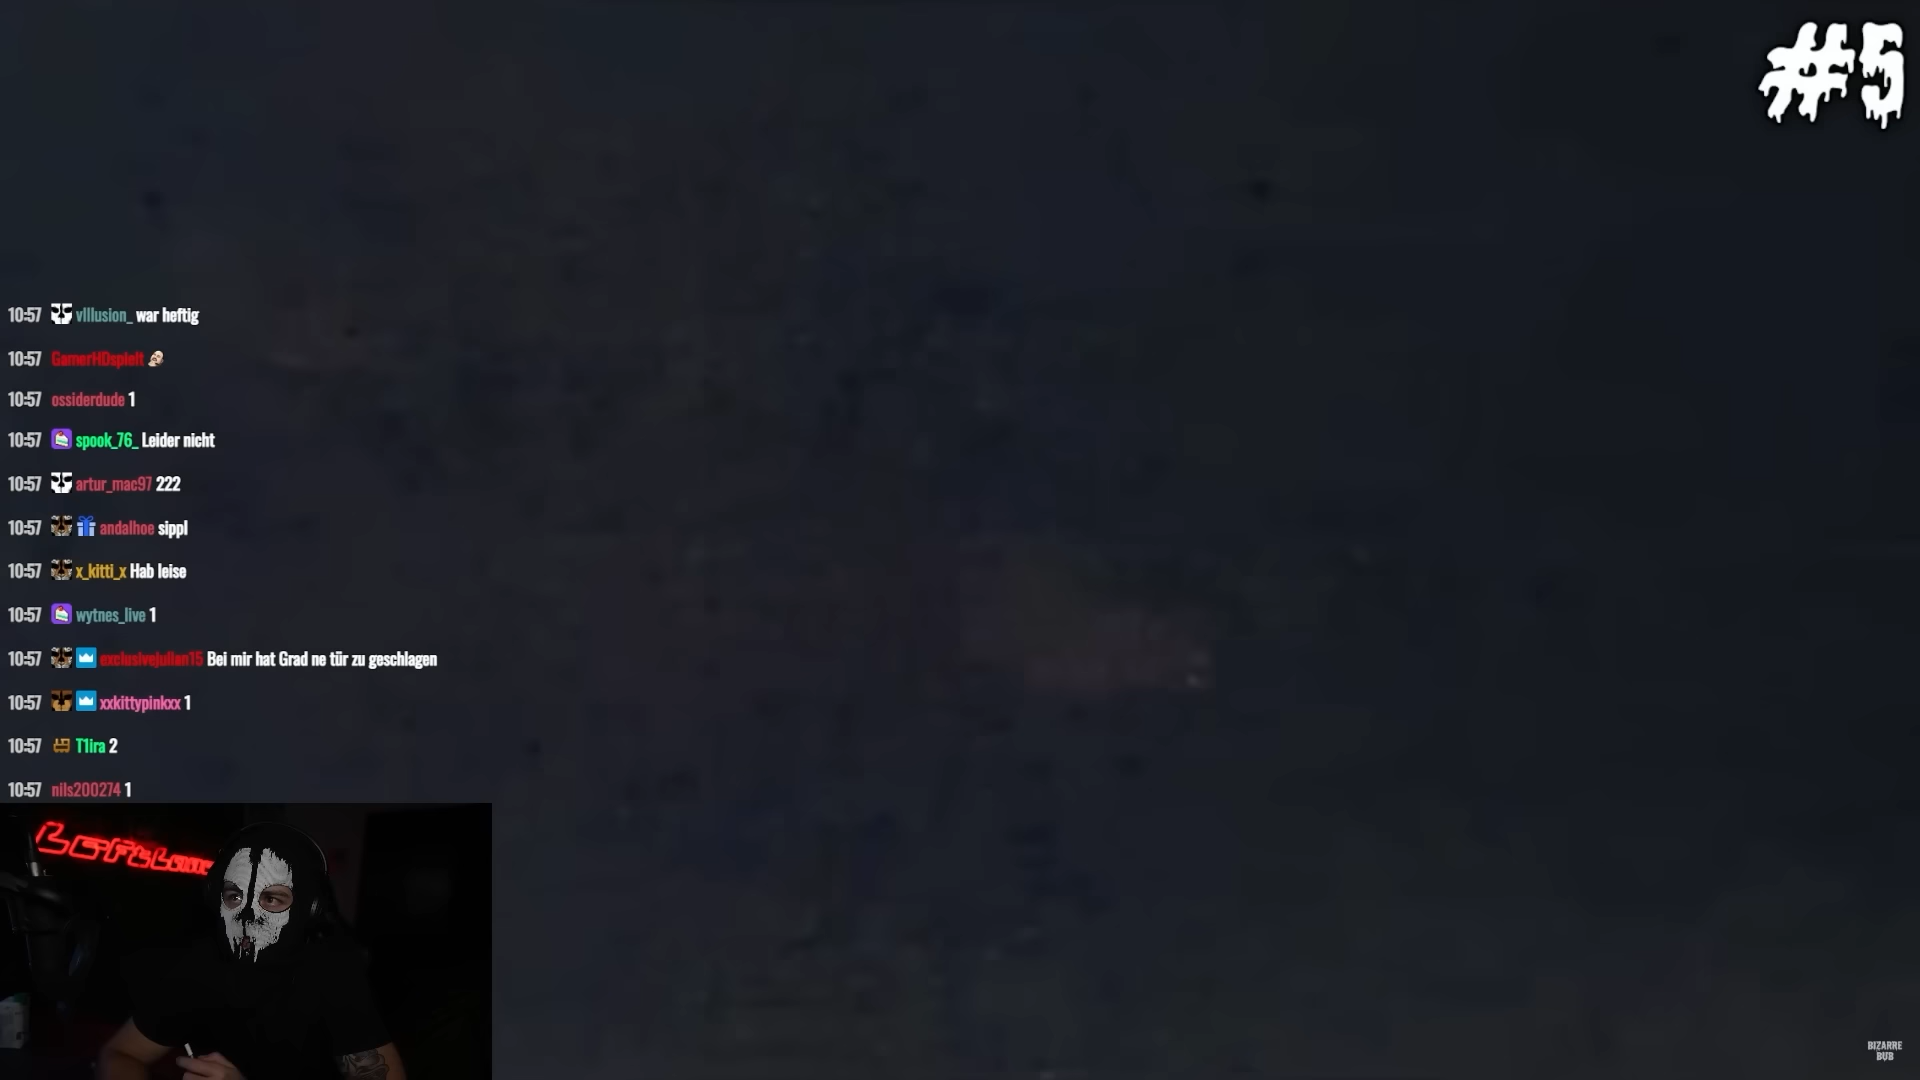 #5
10:57 vIllusion_ war heftig
10:57 GamerHDspielt
10:57 ossiderdude 1
10:57 spook_76_ Leider nicht
10:57 artur_mac97 222
10:57 andalhoe sippl
10:57 x_kitti_x Hab leise
10:57 wytnes_live 1
10:57 exclusivejulian15 Bei mir hat Grad ne tür zu geschlagen
10:57 xxkittypinkxx 1
10:57 T1ira 2
10:57 nils200274 1
BIZARRE
BUB